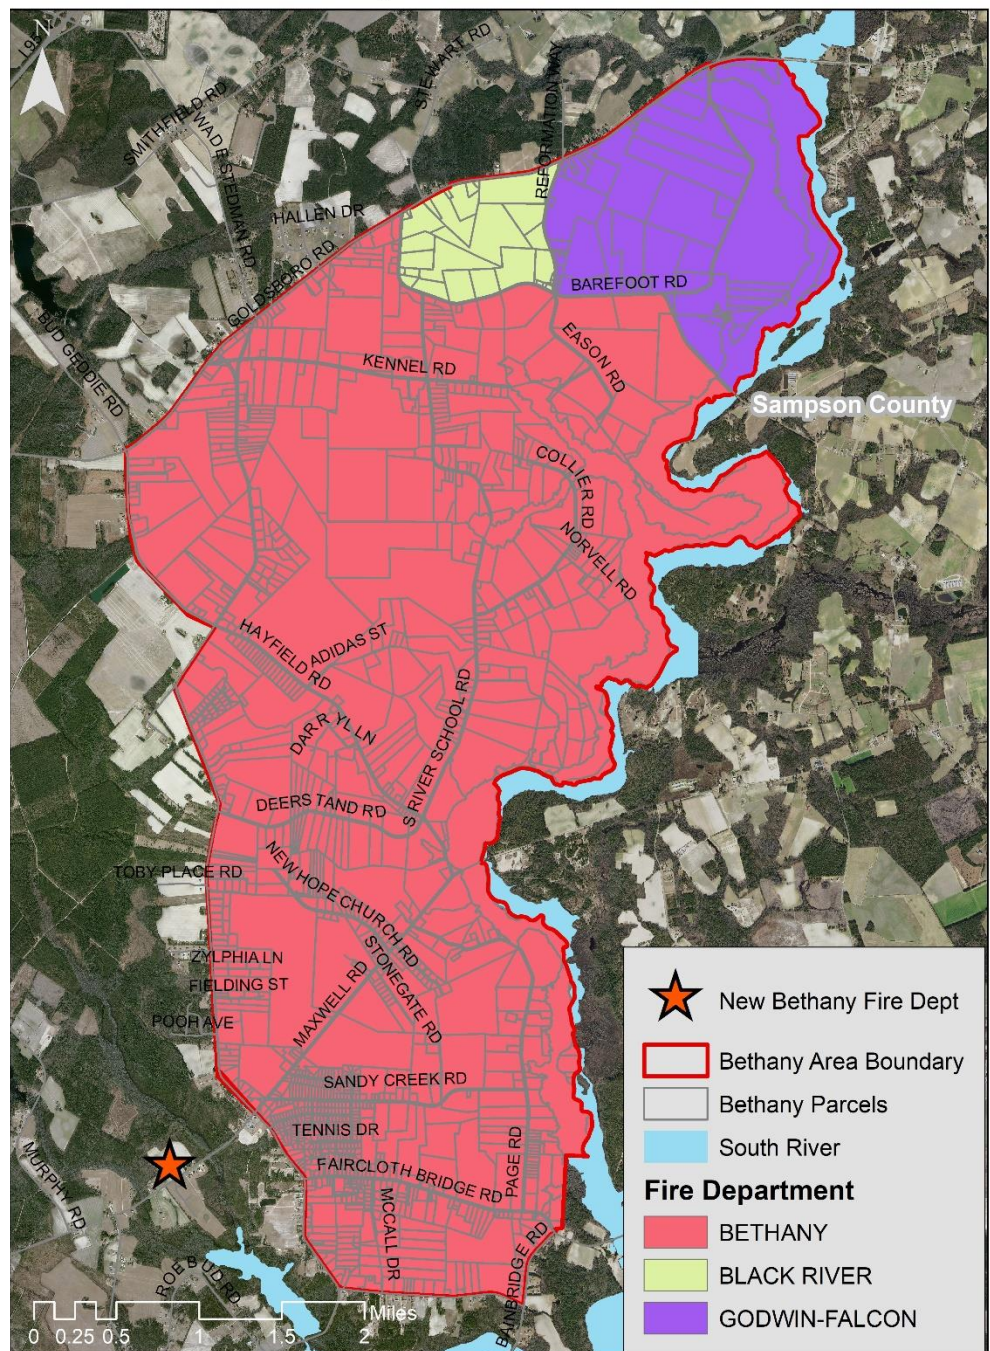 N
I 95
STEWART RD
SMITHFIELD RD
REFORMATION WAY
WADE STEDMAN RD
HALLEN DR
GOLDSBORO RD
BAREFOOT RD
BUD GEDDIE RD
EASON RD
KENNEL RD
Sampson County
COLLIER RD
NORVELL RD
HAYFIELD RD
ADIDAS ST
DARRYL LN
S RIVER SCHOOL RD
DEERSTAND RD
TOBY PLACE RD
NEW HOPE CHURCH RD
STONEGATE RD
ZYLPHIA LN
FIELDING ST
MAXWELL RD
POOH AVE
SANDY CREEK RD
TENNIS DR
PAGE RD
FAIRCLOTH BRIDGE RD
MURPHY RD
MCCALL DR
BAINBRIDGE RD
ROEBUD RD
Miles
0 0.25 0.5 1 1.5 2
New Bethany Fire Dept
Bethany Area Boundary
Bethany Parcels
South River
Fire Department
BETHANY
BLACK RIVER
GODWIN-FALCON